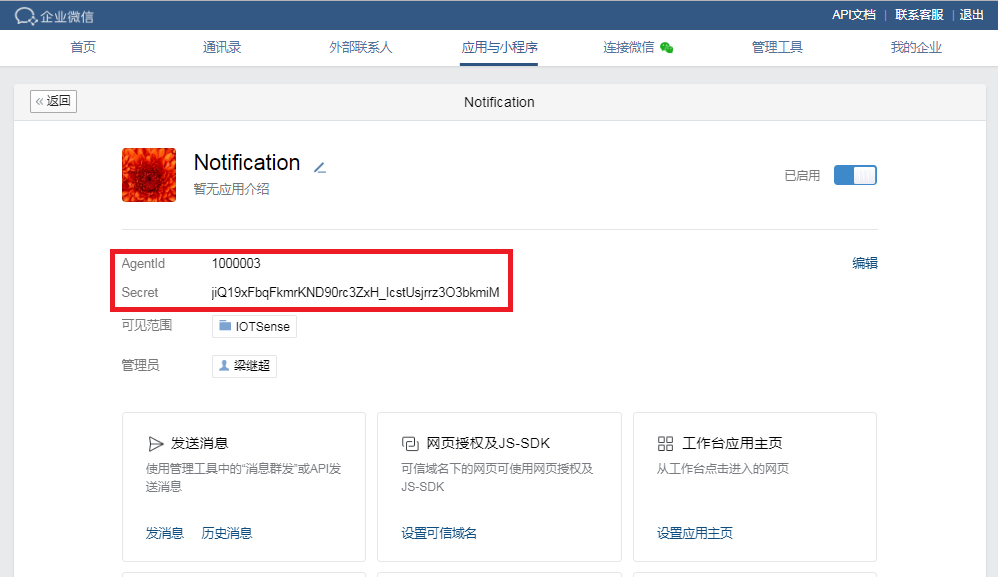 企业微信
API文档 | 联系客服 | 退出
首页 通讯录 外部联系人 应用与小程序 连接微信 管理工具 我的企业
« 返回
Notification
Notification
暂无应用介绍
已启用
AgentId 1000003
编辑
Secret jiQ19xFbqFkmrKND90rc3ZxH_lcstUsjrrz3O3bkmiM
可见范围 IOTSense
管理员 梁继超
发送消息
使用管理工具中的“消息群发”或API发
送消息
发消息 历史消息
网页授权及JS-SDK
可信域名下的网页可使用网页授权及
JS-SDK
设置可信域名
工作台应用主页
从工作台点击进入的网页
设置应用主页